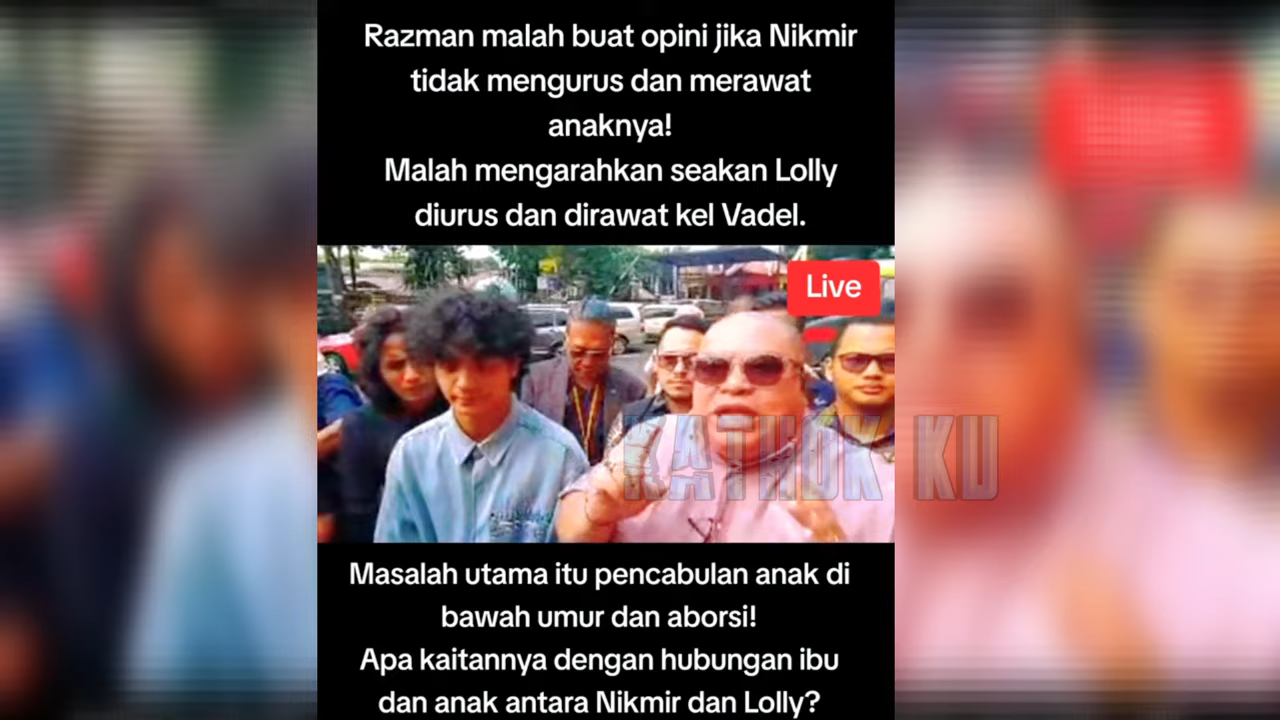 Razman malah buat opini jika Nikmir
tidak mengurus dan merawat
anaknya!
Malah mengarahkan seakan Lolly
diurus dan dirawat kel Vadel.
Live
KATHOK KU
Masalah utama itu pencabulan anak di
bawah umur dan aborsi!
Apa kaitannya dengan hubungan ibu
dan anak antara Nikmir dan Lolly?